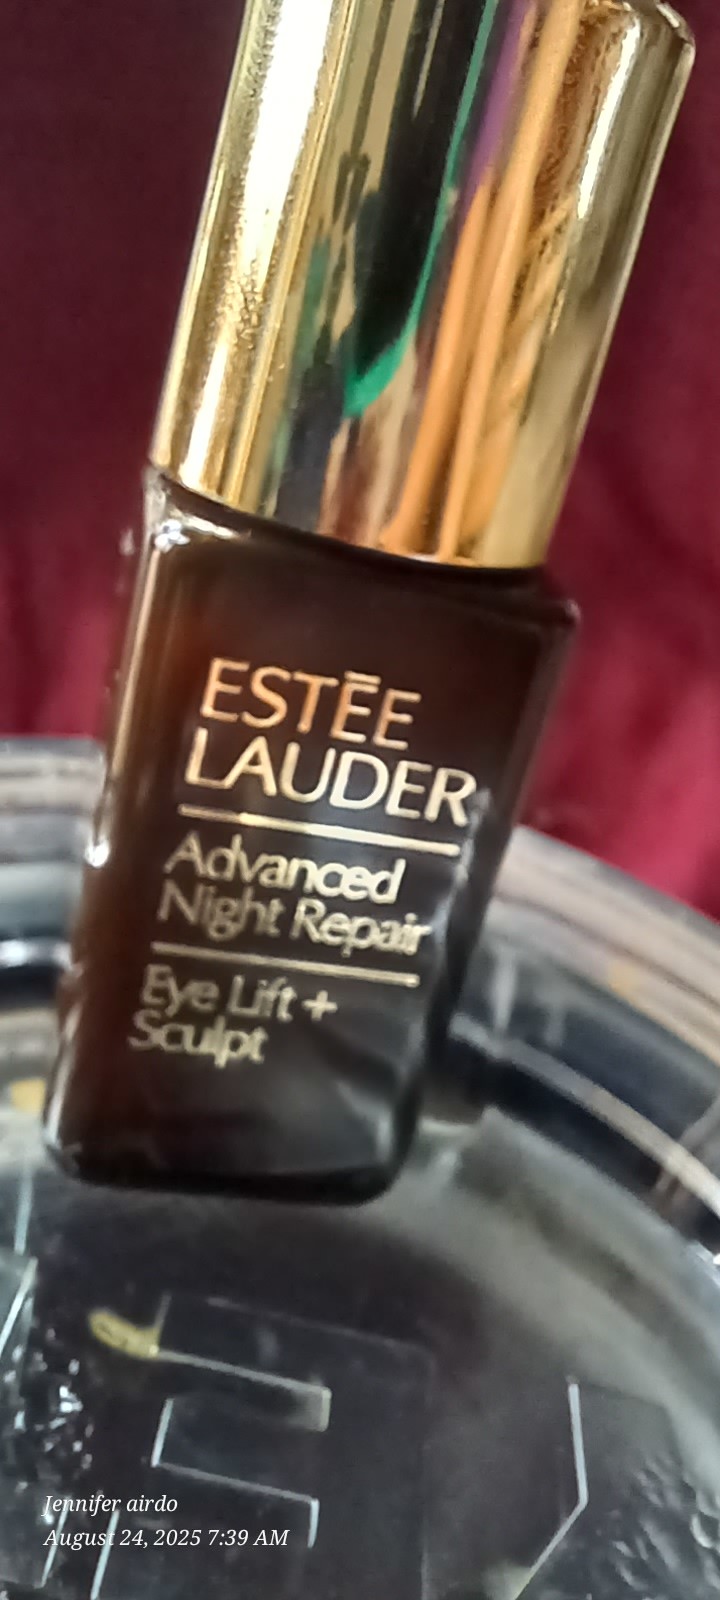 ESTĒE
LAUDER
Advanced
Night Repair
Eye Lift +
Sculpt
Jennifer airdo
August 24, 2025 7:39 AM